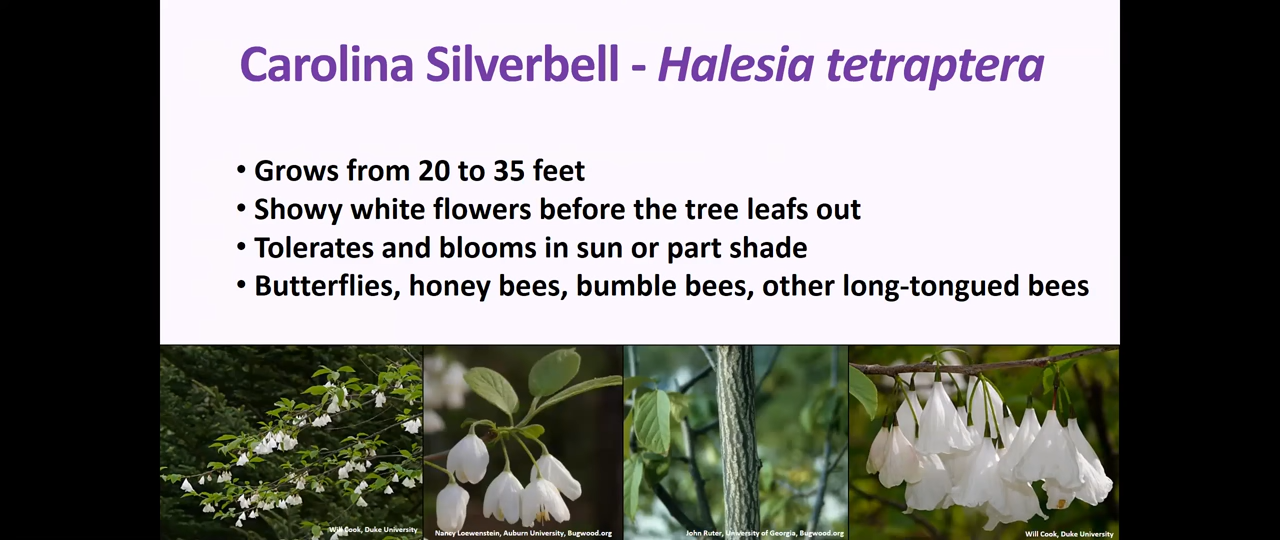 Carolina Silverbell - Halesia tetraptera
• Grows from 20 to 35 feet
• Showy white flowers before the tree leafs out
• Tolerates and blooms in sun or part shade
• Butterflies, honey bees, bumble bees, other long-tongued bees
Will Cook, Duke University
Nancy Loewenstein, Auburn University, Bugwood.org
John Ruter, University of Georgia, Bugwood.org
Will Cook, Duke University